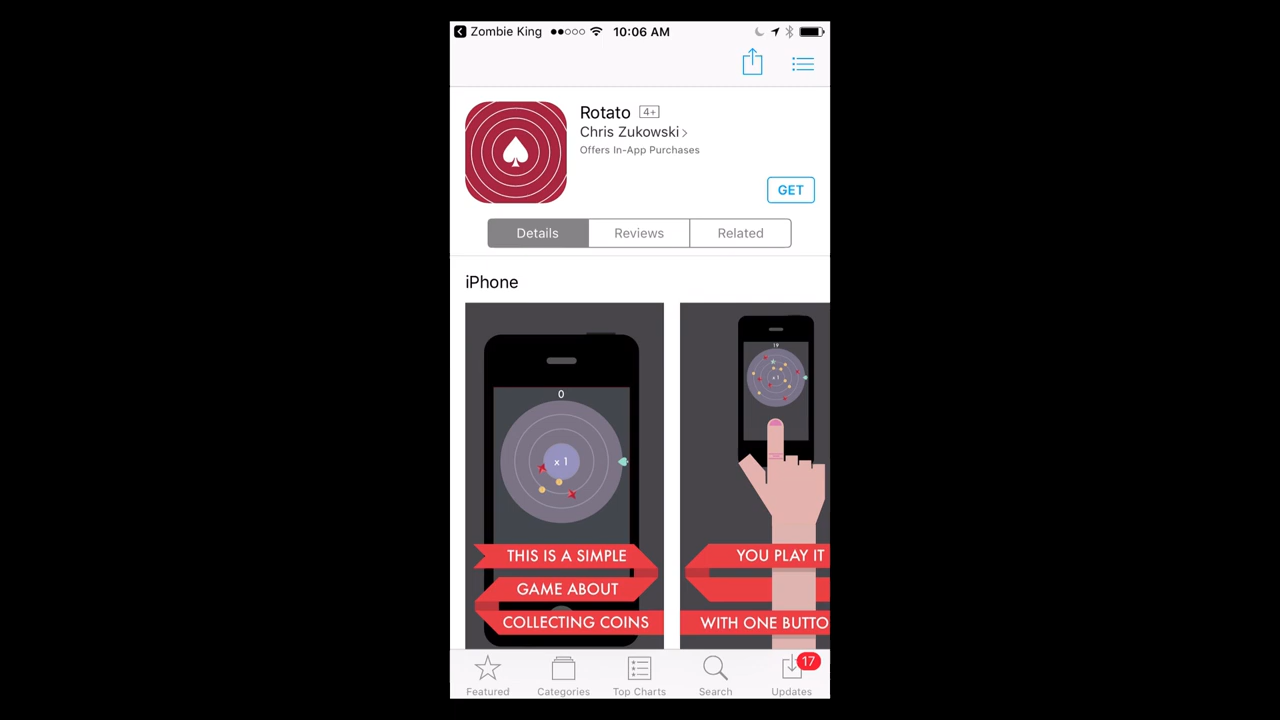 Zombie King 10:06 AM
Rotato 4+
Chris Zukowski
Offers In-App Purchases
GET
Details Reviews Related
iPhone
0
x 1
THIS IS A SIMPLE
GAME ABOUT
COLLECTING COINS
19
x 1
YOU PLAY IT
WITH ONE BUTTO
Featured Categories Top Charts Search Updates
17